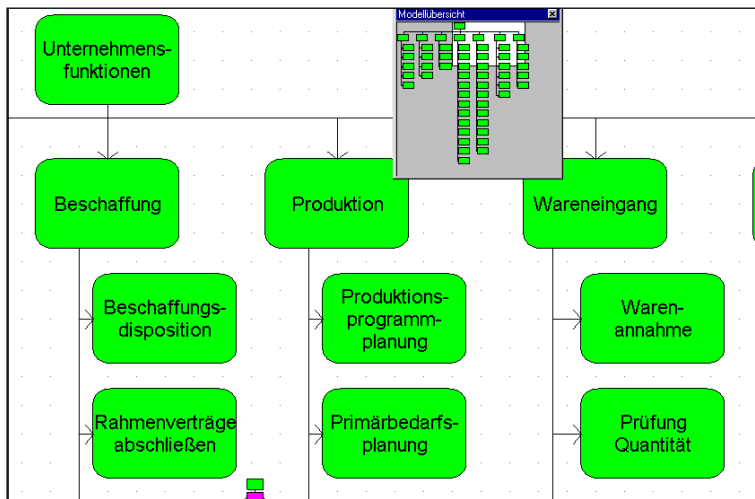 Modellübersicht
Unternehmens-
funktionen
Beschaffung
Produktion
Wareneingang
Beschaffungs-
disposition
Produktions-
programm-
planung
Waren-
annahme
Rahmenverträge
abschließen
Primärbedarfs-
planung
Prüfung
Quantität